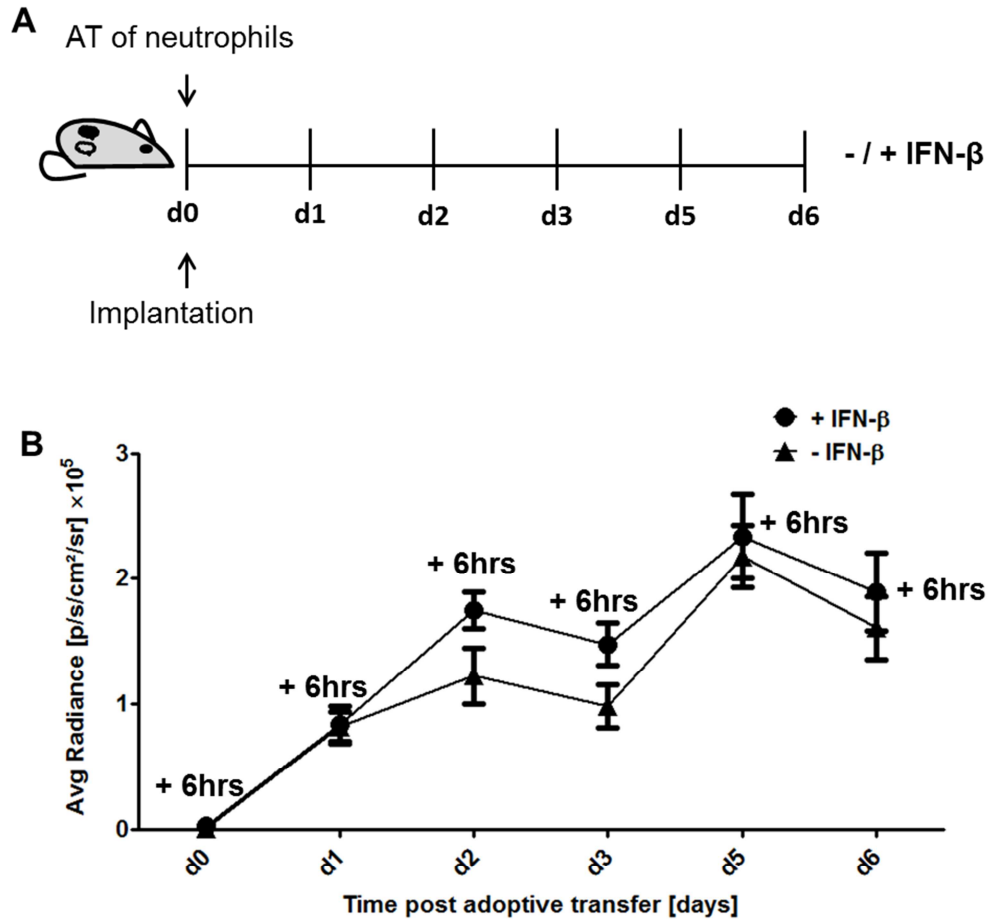 A
AT of neutrophils
- / + IFN-β
d0 d1 d2 d3 d5 d6
Implantation
B
+ IFN-β
- IFN-β
Avg Radiance [p/s/cm²/sr] ×10⁵
3
2
1
0
+ 6hrs
+ 6hrs
+ 6hrs
+ 6hrs
+ 6hrs
+ 6hrs
d0 d1 d2 d3 d5 d6
Time post adoptive transfer [days]